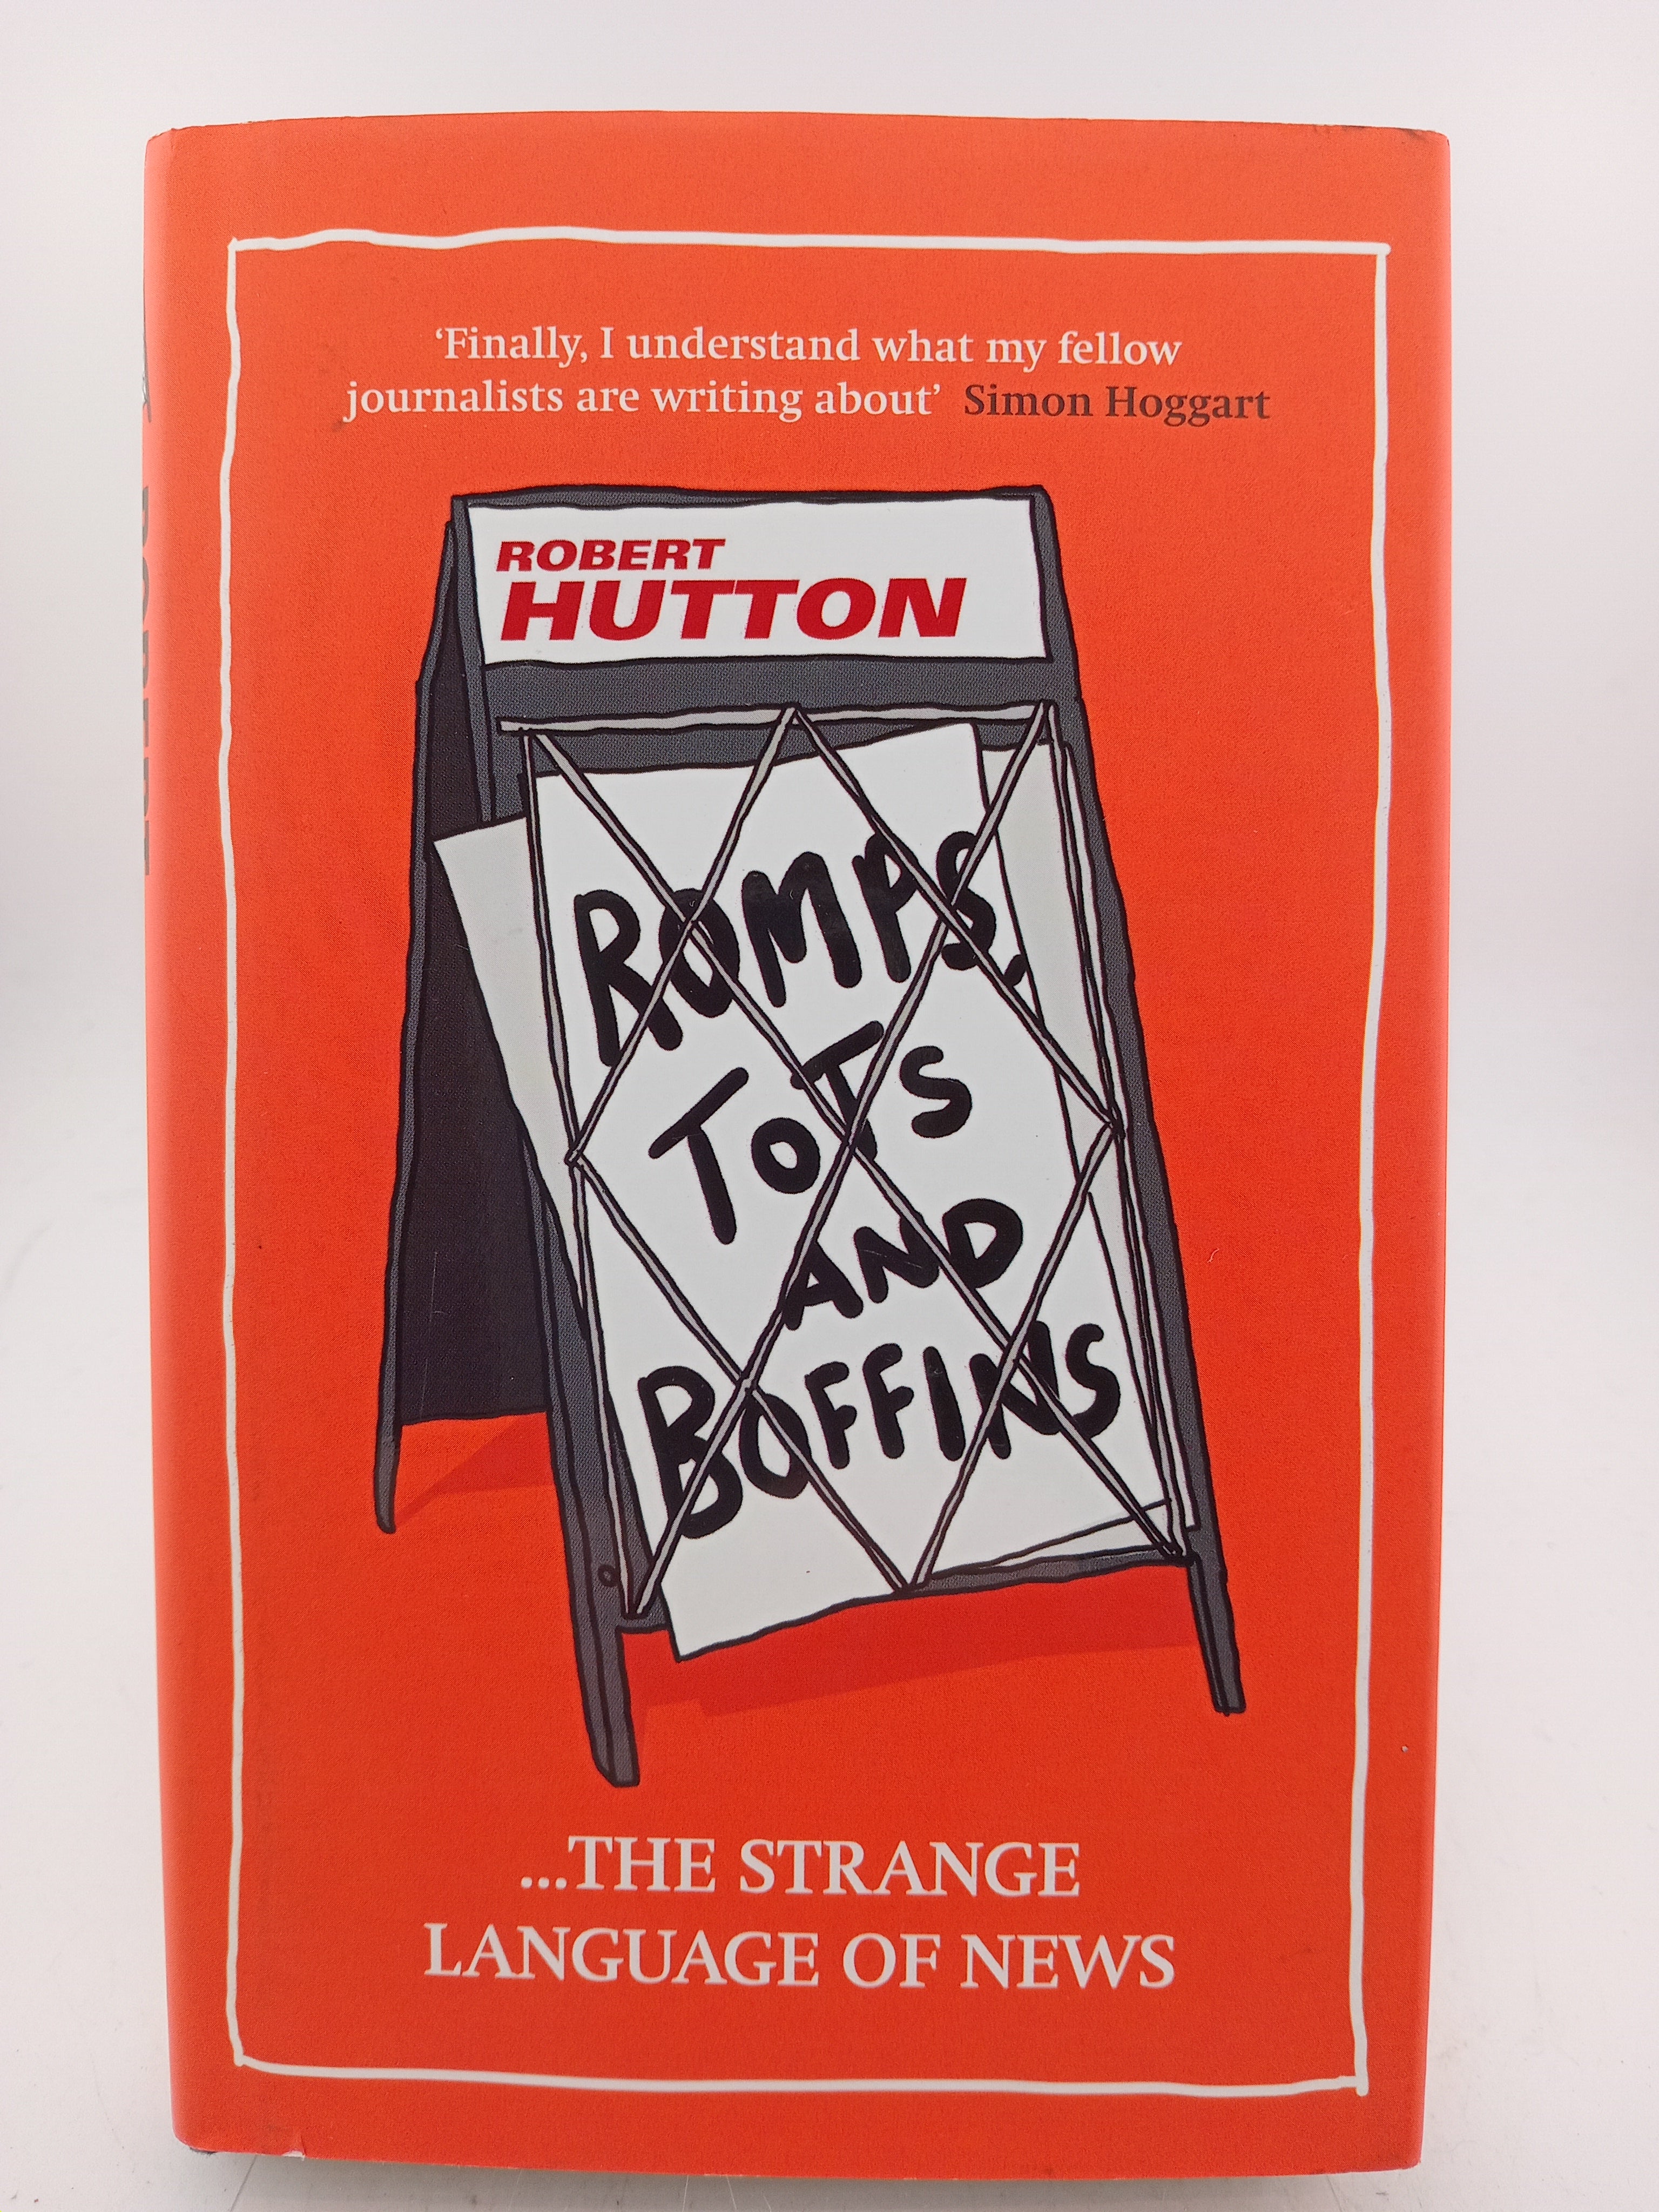 ‘Finally, I understand what my fellow
journalists are writing about’ Simon Hoggart
ROBERT
HUTTON
ROMPS,
TOTS
AND
BOFFINS
...THE STRANGE
LANGUAGE OF NEWS